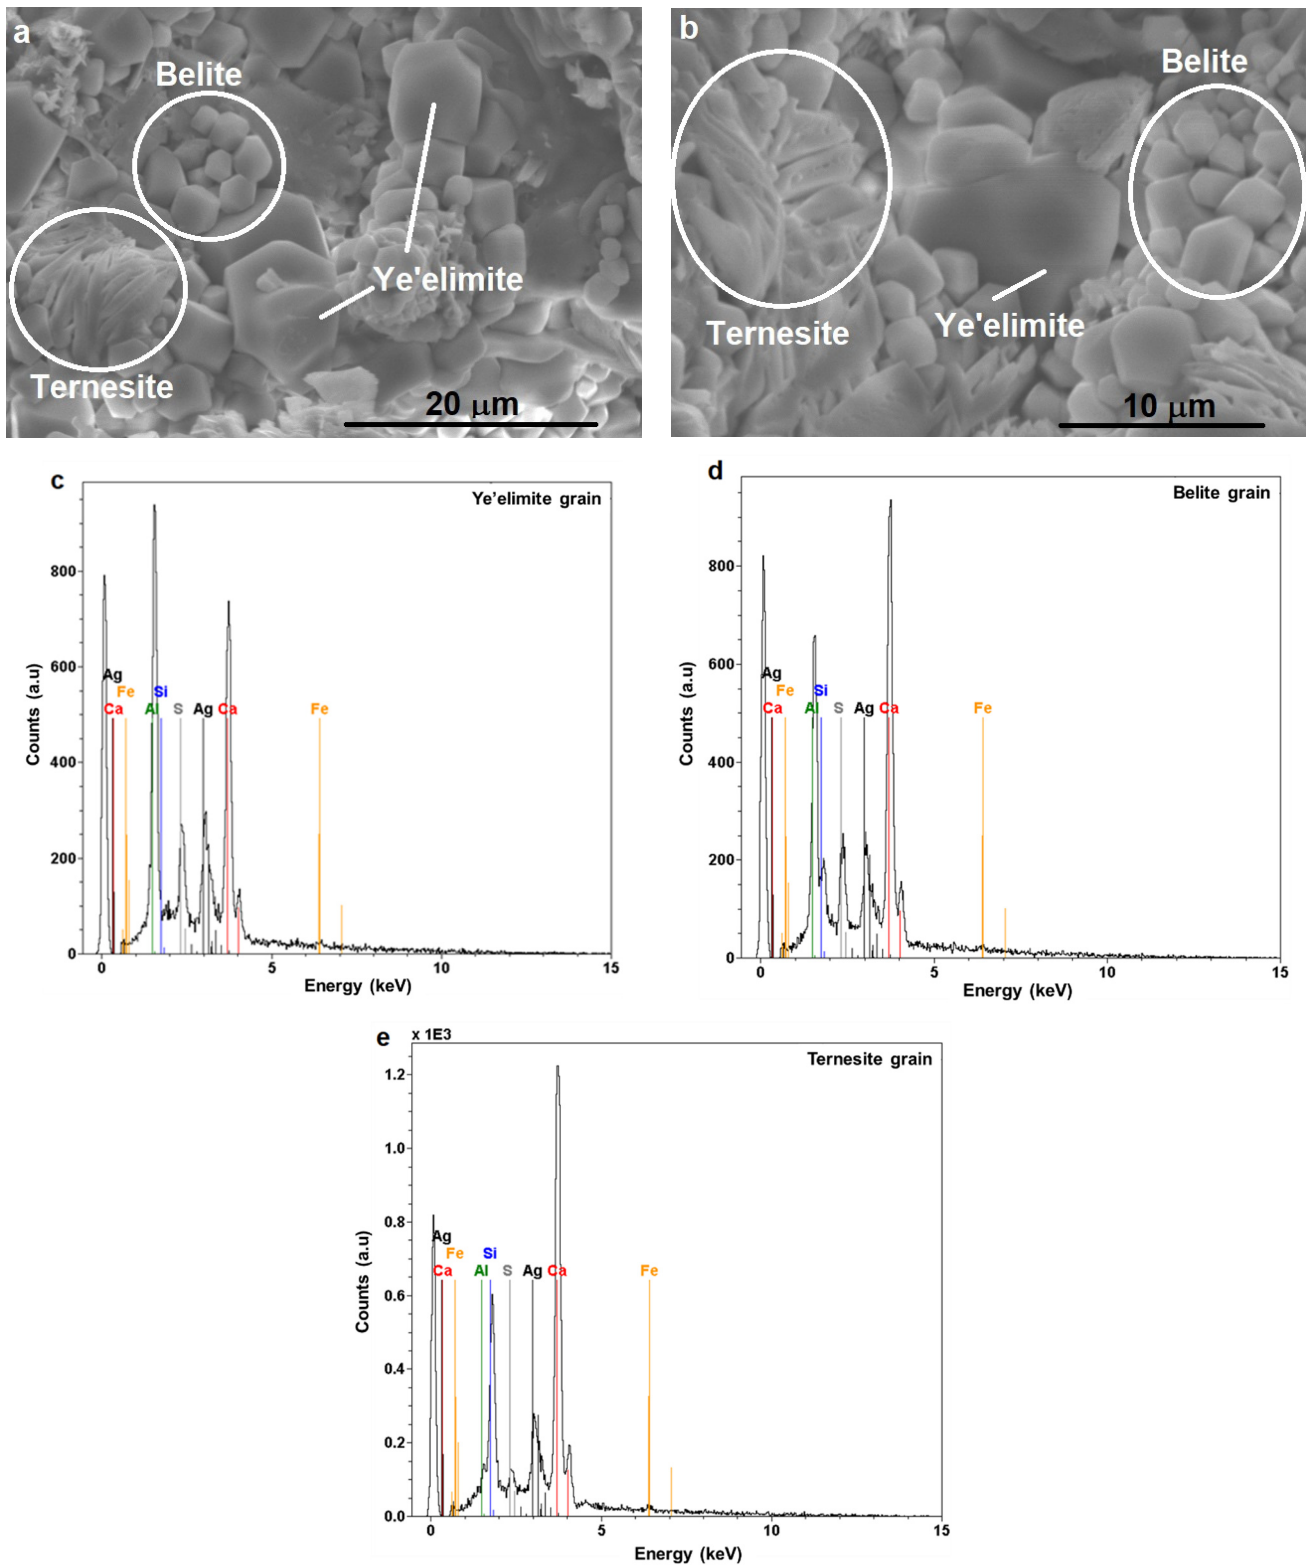 a
Belite
Ye'elimite
Ternesite
20 μm
b
Belite
Ternesite
Ye'elimite
10 μm
c
Ye'elimite grain
800
600
400
200
0
Counts (a.u)
Ag
Fe Si
Ca Al S Ag Ca Fe
0 5 10 15
Energy (keV)
d
Belite grain
800
600
400
200
0
Counts (a.u)
Ag
Fe Si
Ca Al S Ag Ca Fe
0 5 10 15
Energy (keV)
e
x 1E3
Ternesite grain
1.2
1.0
0.8
0.6
0.4
0.2
0.0
Counts (a.u)
Ag
Fe Si
Ca Al S Ag Ca Fe
0 5 10 15
Energy (keV)